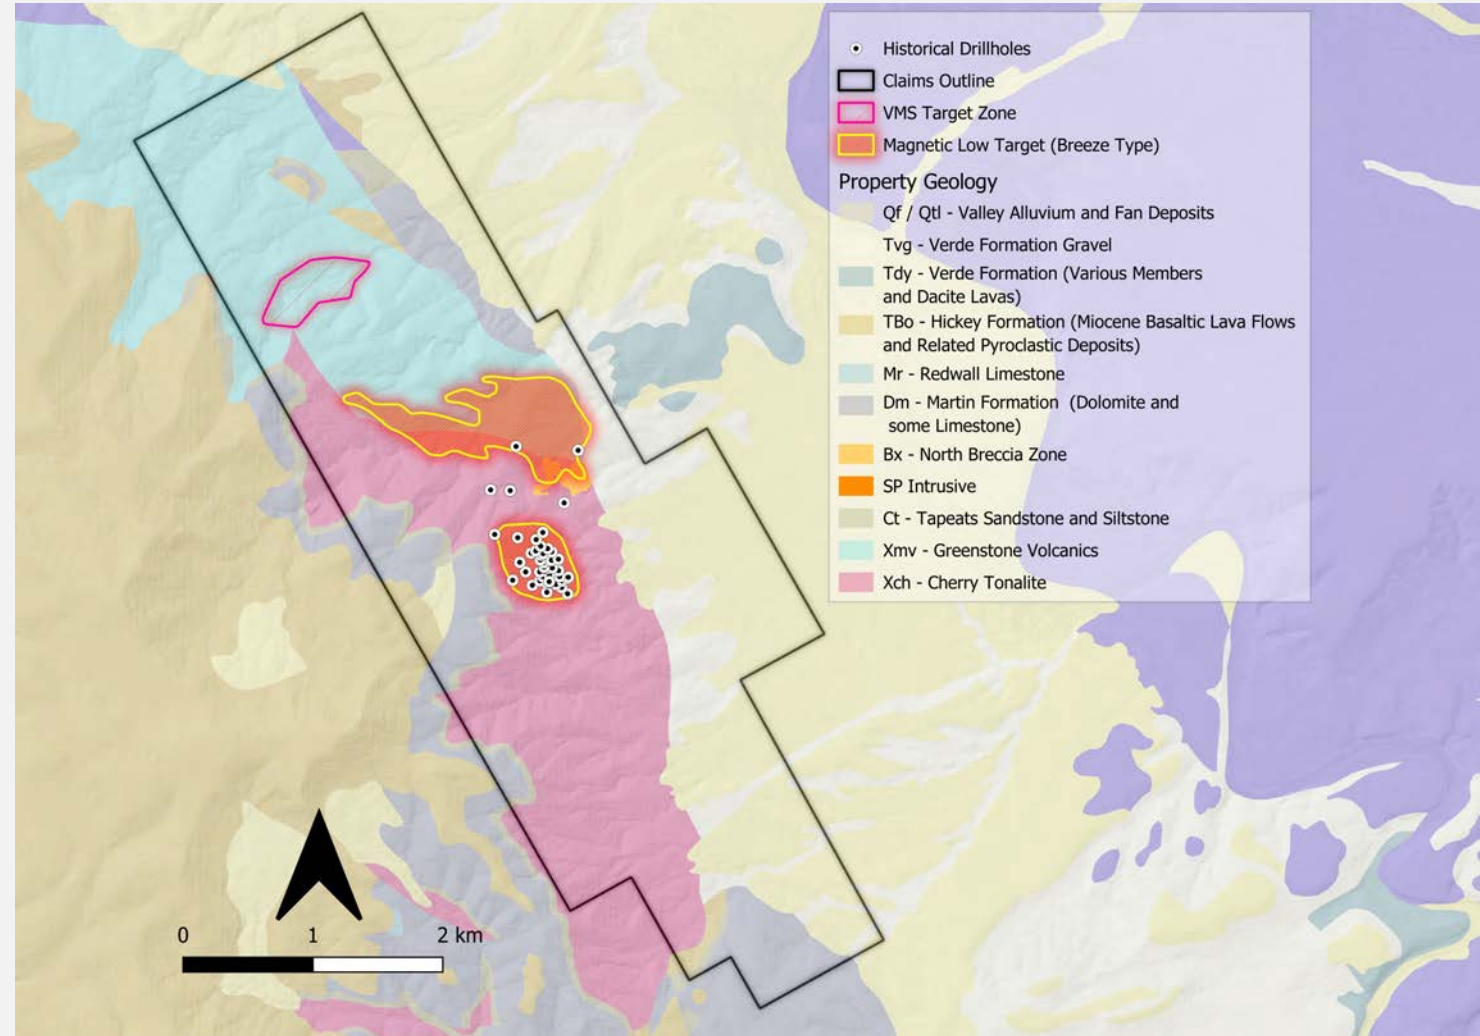 Historical Drillholes
Claims Outline
VMS Target Zone
Magnetic Low Target (Breeze Type)
Property Geology
Qf / Qtl - Valley Alluvium and Fan Deposits
Tvg - Verde Formation Gravel
Tdy - Verde Formation (Various Members
and Dacite Lavas)
TBo - Hickey Formation (Miocene Basaltic Lava Flows
and Related Pyroclastic Deposits)
Mr - Redwall Limestone
Dm - Martin Formation (Dolomite and
some Limestone)
Bx - North Breccia Zone
SP Intrusive
Ct - Tapeats Sandstone and Siltstone
Xmv - Greenstone Volcanics
Xch - Cherry Tonalite
0 1 2 km